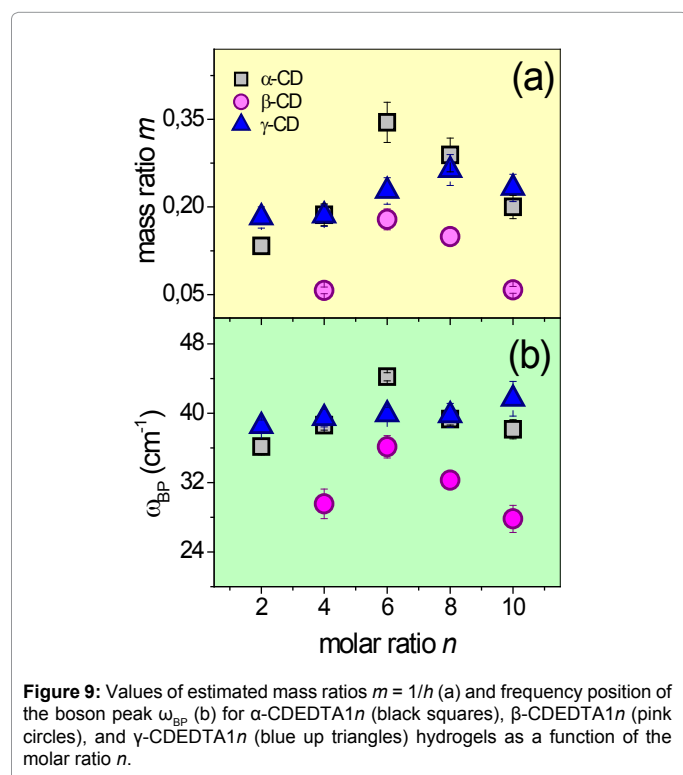 (a)
α-CD
β-CD
γ-CD
mass ratio m
0,35
0,20
0,05
(b)
ω_BP (cm⁻¹)
48
40
32
24
2 4 6 8 10
molar ratio n
Figure 9: Values of estimated mass ratios m = 1/h (a) and frequency position of
the boson peak ω_BP (b) for α-CDEDTA1n (black squares), β-CDEDTA1n (pink
circles), and γ-CDEDTA1n (blue up triangles) hydrogels as a function of the
molar ratio n.